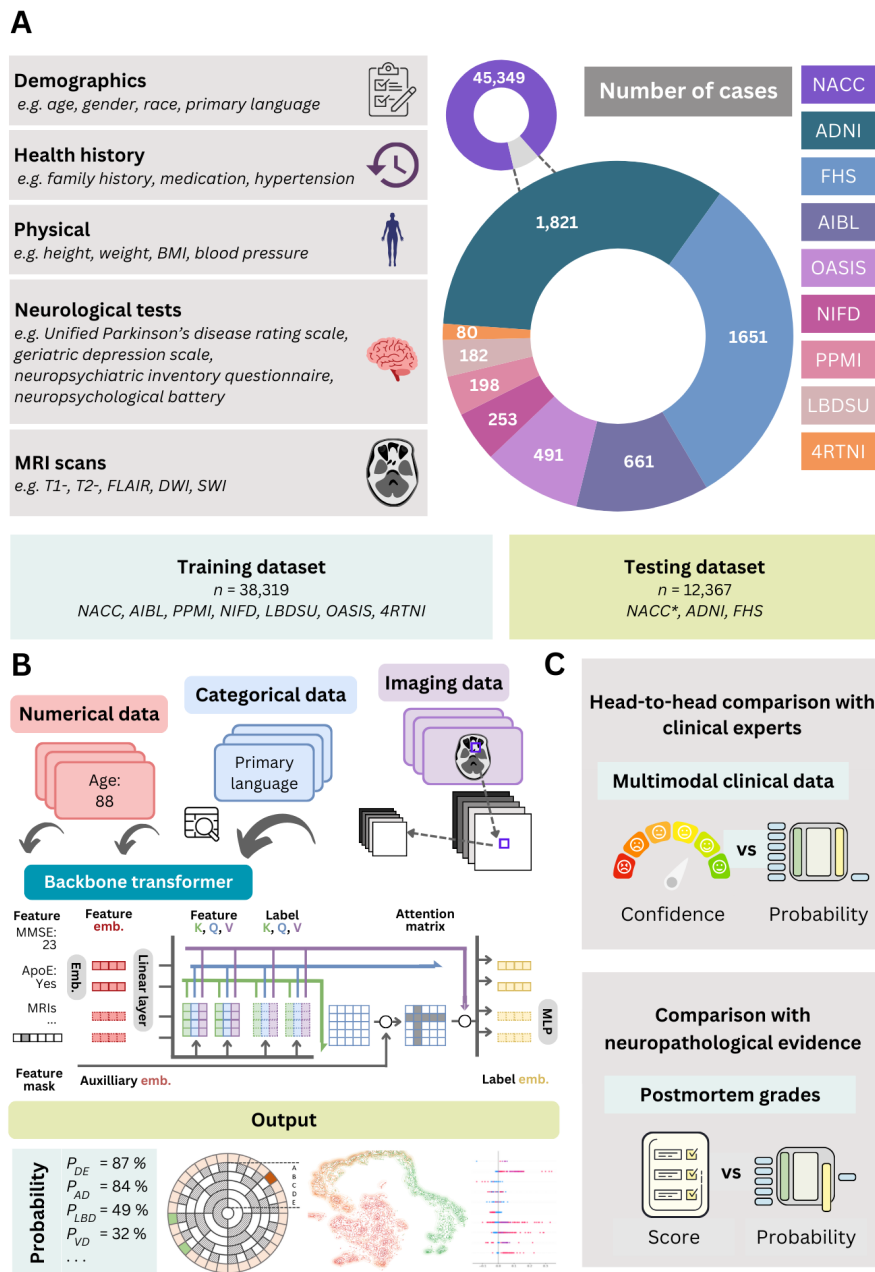 A
Demographics
e.g. age, gender, race, primary language
Health history
e.g. family history, medication, hypertension
Physical
e.g. height, weight, BMI, blood pressure
Neurological tests
e.g. Unified Parkinson's disease rating scale,
geriatric depression scale,
neuropsychiatric inventory questionnaire,
neuropsychological battery
MRI scans
e.g. T1-, T2-, FLAIR, DWI, SWI
45,349
Number of cases
1,821
1651
661
491
253
198
182
80
NACC
ADNI
FHS
AIBL
OASIS
NIFD
PPMI
LBDSU
4RTNI
Training dataset
n = 38,319
NACC, AIBL, PPMI, NIFD, LBDSU, OASIS, 4RTNI
Testing dataset
n = 12,367
NACC*, ADNI, FHS
B
Numerical data
Categorical data
Imaging data
Age:
88
Primary
language
Backbone transformer
Feature
MMSE:
23
ApoE:
Yes
MRIs
...
Feature
mask
Emb.
Feature
emb.
Linear layer
Feature
K, Q, V
Label
K, Q, V
Attention
matrix
MLP
Auxilliary emb.
Label emb.
Output
Probability
P DE = 87 %
P AD = 84 %
P LBD = 49 %
P VD = 32 %
...
A
B
C
D
E
C
Head-to-head comparison with
clinical experts
Multimodal clinical data
vs
Confidence
Probability
Comparison with
neuropathological evidence
Postmortem grades
vs
Score
Probability